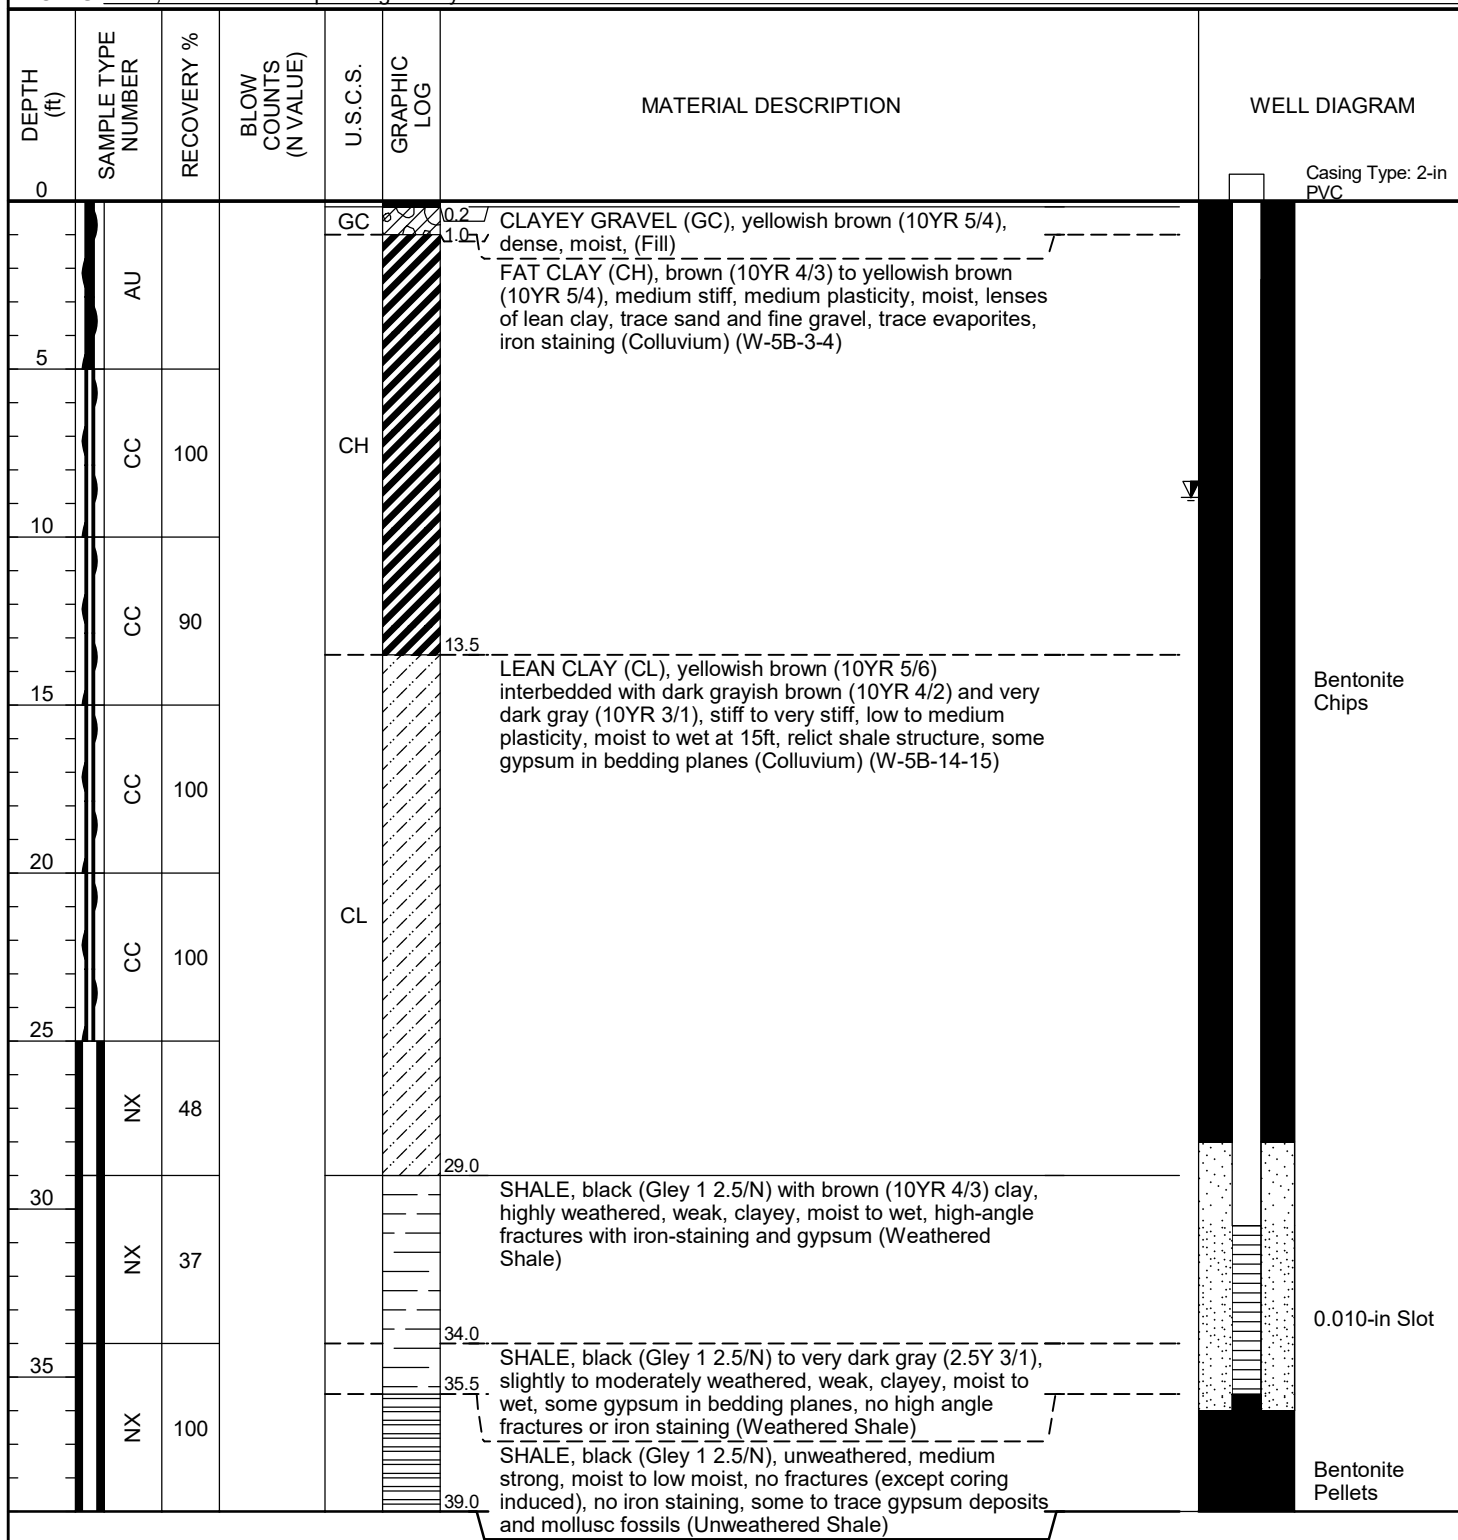 DEPTH
(ft)
SAMPLE TYPE
NUMBER
RECOVERY %
BLOW
COUNTS
(N VALUE)
U.S.C.S.
GRAPHIC
LOG
MATERIAL DESCRIPTION
WELL DIAGRAM
Casing Type: 2-in
PVC
0
GC
0.2
CLAYEY GRAVEL (GC), yellowish brown (10YR 5/4),
dense, moist, (Fill)
1.0
AU
FAT CLAY (CH), brown (10YR 4/3) to yellowish brown
(10YR 5/4), medium stiff, medium plasticity, moist, lenses
of lean clay, trace sand and fine gravel, trace evaporites,
iron staining (Colluvium) (W-5B-3-4)
5
CC
100
CH
10
CC
90
13.5
LEAN CLAY (CL), yellowish brown (10YR 5/6)
interbedded with dark grayish brown (10YR 4/2) and very
dark gray (10YR 3/1), stiff to very stiff, low to medium
plasticity, moist to wet at 15ft, relict shale structure, some
gypsum in bedding planes (Colluvium) (W-5B-14-15)
Bentonite
Chips
15
CC
100
20
CL
CC
100
25
NX
48
29.0
30
SHALE, black (Gley 1 2.5/N) with brown (10YR 4/3) clay,
highly weathered, weak, clayey, moist to wet, high-angle
fractures with iron-staining and gypsum (Weathered
Shale)
NX
37
0.010-in Slot
34.0
35
SHALE, black (Gley 1 2.5/N) to very dark gray (2.5Y 3/1),
slightly to moderately weathered, weak, clayey, moist to
wet, some gypsum in bedding planes, no high angle
fractures or iron staining (Weathered Shale)
35.5
NX
100
SHALE, black (Gley 1 2.5/N), unweathered, medium
strong, moist to low moist, no fractures (except coring
induced), no iron staining, some to trace gypsum deposits
and mollusc fossils (Unweathered Shale)
39.0
Bentonite
Pellets